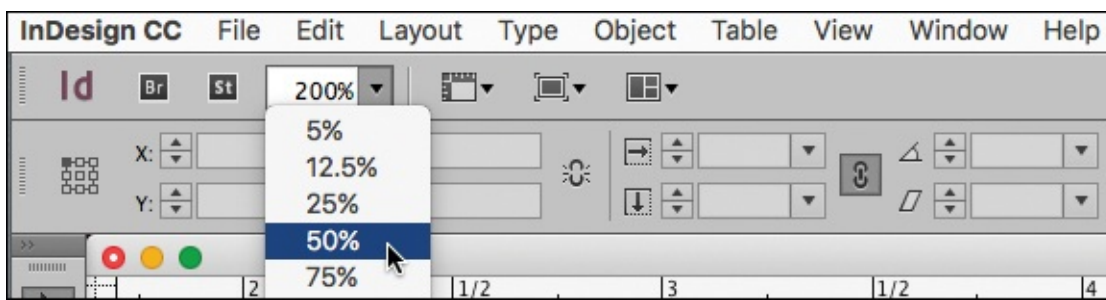 InDesign CC File Edit Layout Type Object Table View Window Help
Id Br St 200%
5%
X: 12.5%
Y: 25%
50%
75%
2 1/2 3 1/2 4